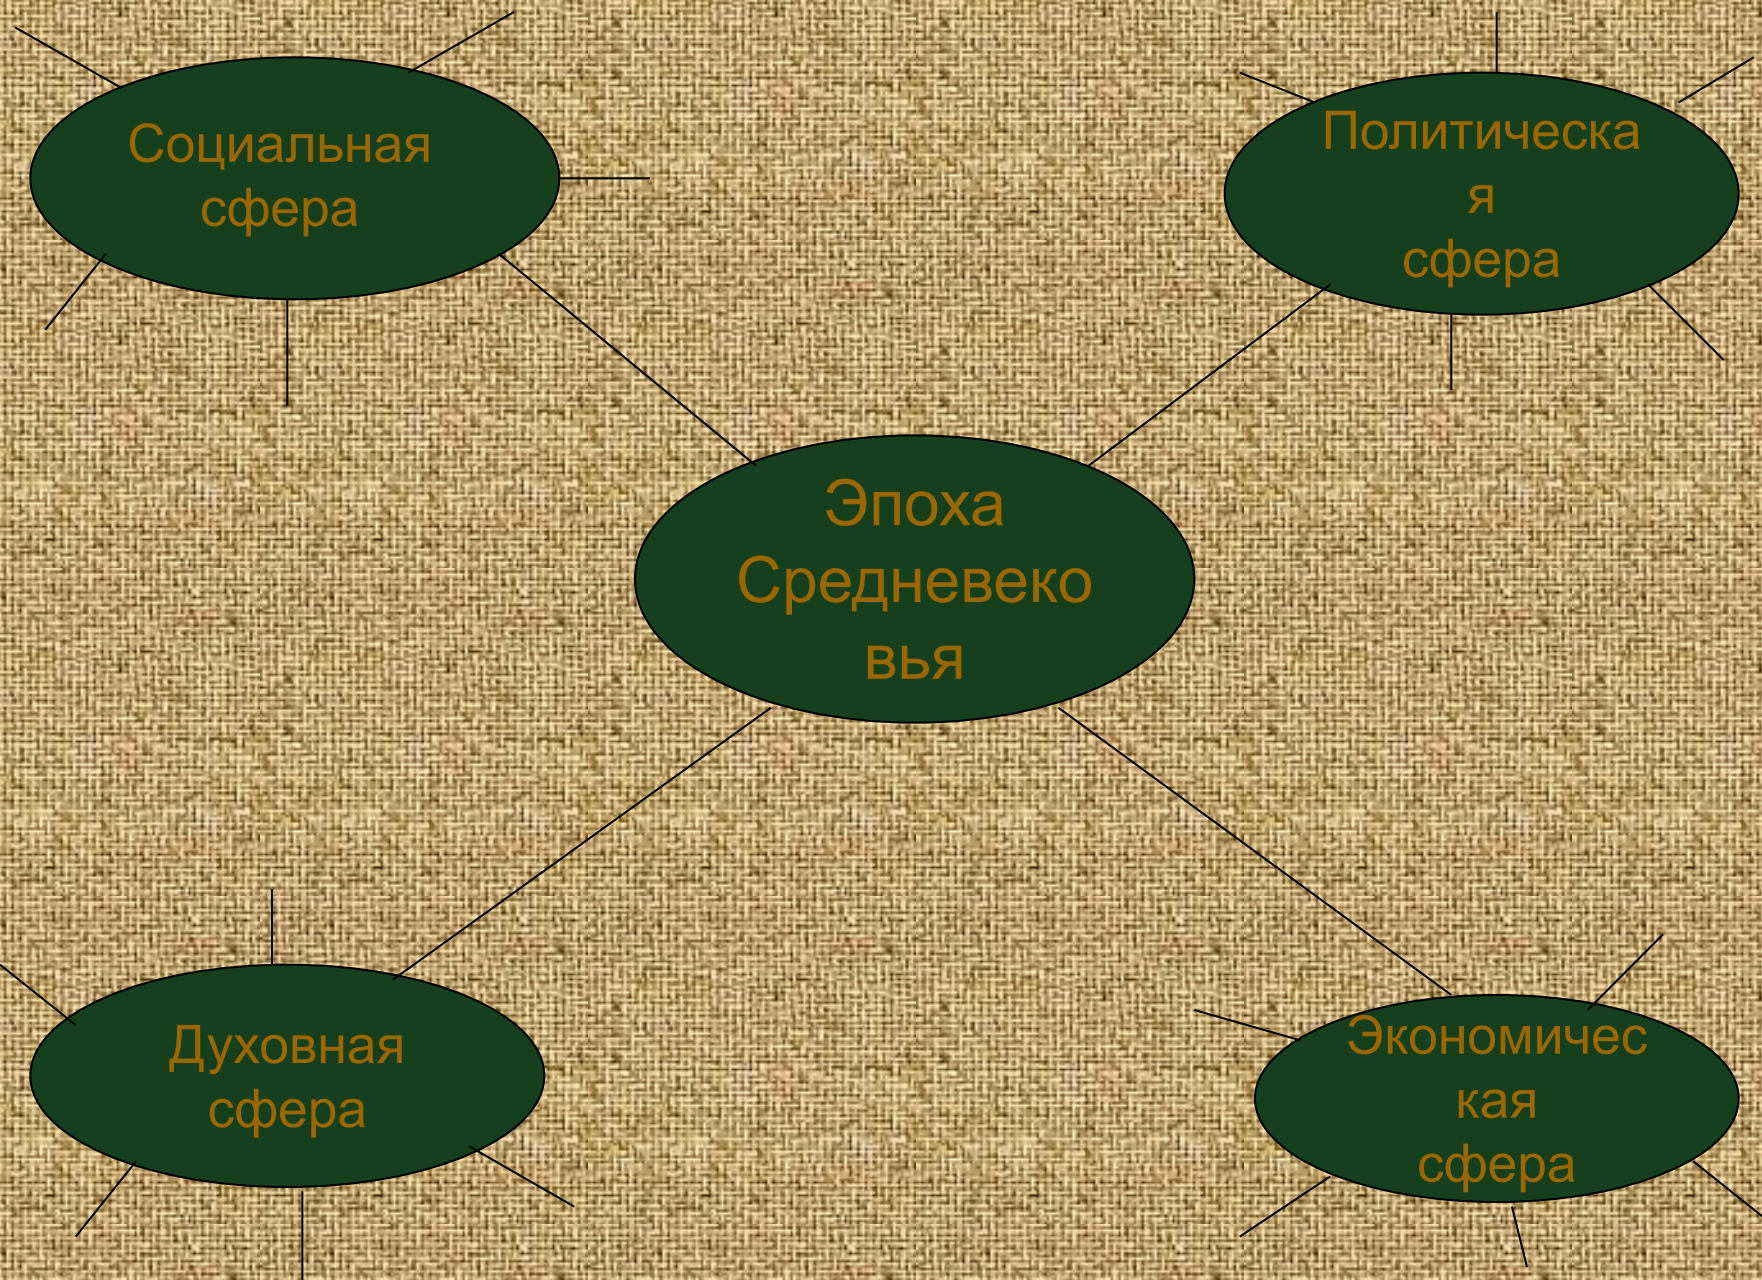 Социальная
сфера
Политическа
я
сфера
Эпоха
Средневеко
вья
Духовная
сфера
Экономичес
кая
сфера